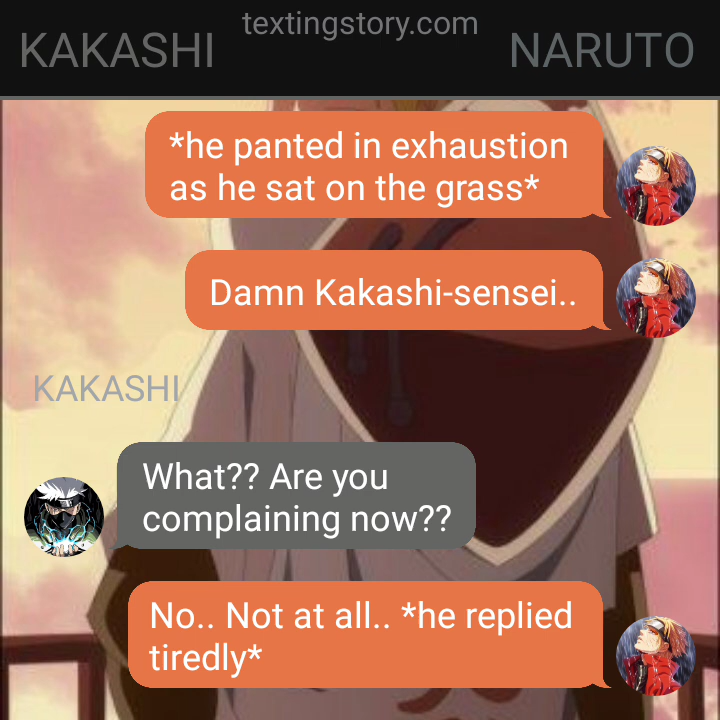 textingstory.com
KAKASHI NARUTO
*he panted in exhaustion
as he sat on the grass*
Damn Kakashi-sensei..
KAKASHI
What?? Are you
complaining now??
No.. Not at all.. *he replied
tiredly*